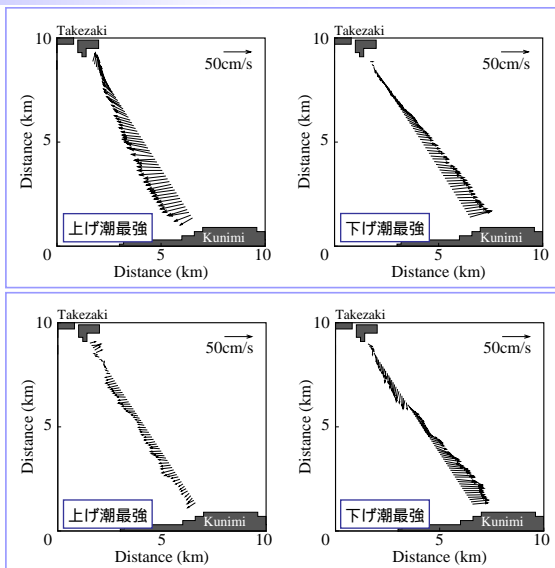 Takezaki
10
50cm/s
5
Distance (km)
上げ潮最強
Kunimi
0
5
10
Distance (km)
Takezaki
10
50cm/s
5
Distance (km)
下げ潮最強
Kunimi
0
5
10
Distance (km)
Takezaki
10
50cm/s
5
Distance (km)
上げ潮最強
Kunimi
0
5
10
Distance (km)
Takezaki
10
50cm/s
5
Distance (km)
下げ潮最強
Kunimi
0
5
10
Distance (km)